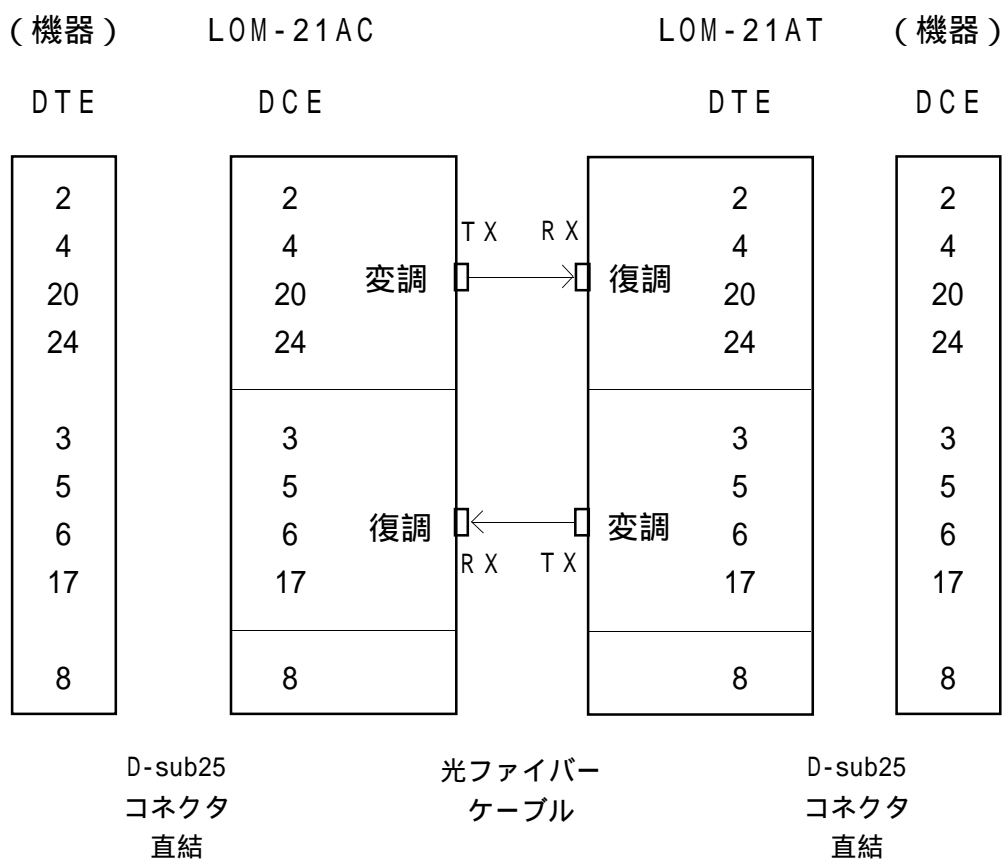 (機器) LOM-21AC LOM-21AT (機器)
DTE DCE DTE DCE
2 2 2 2
TX RX
4 4 4 4
変調 復調
20 20 20 20
24 24 24 24
3 3 3 3
5 5 5 5
復調 変調
6 6 6 6
RX TX
17 17 17 17
8 8 8 8
D-sub25 光ファイバー D-sub25
コネクタ ケーブル コネクタ
直結 直結